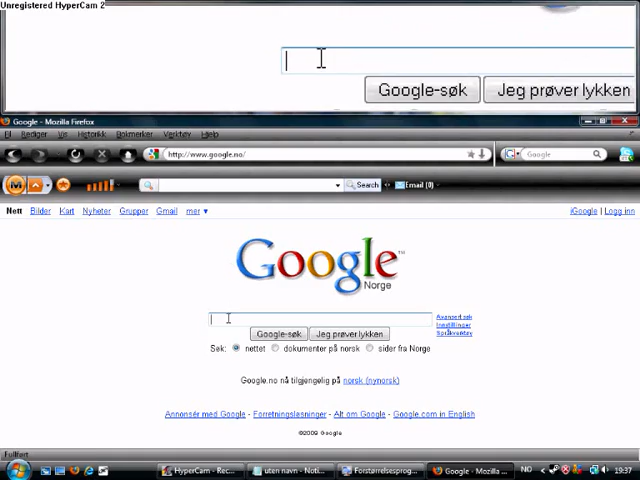 Unregistered HyperCam 2
Google-søk Jeg prøver lykken
Google - Mozilla Firefox
Fil Rediger Vis Historikk Bokmerker Verktøy Hjelp
http://www.google.no/ Google
Search Email (0)
Nett Bilder Kart Nyheter Grupper Gmail mer ▼ iGoogle | Logg inn
Google™
Norge
Avansert søk
Innstillinger
Språkverktøy
Google-søk Jeg prøver lykken
Søk: nettet dokumenter på norsk sider fra Norge
Google.no nå tilgjengelig på norsk (nynorsk)
Annonsér med Google - Forretningsløsninger - Alt om Google - Google.com in English
©2009 Google
Fullført
HyperCam - Rec... uten navn - Noti... Forstørrelsesprog... Google - Mozilla ... NO 19:37